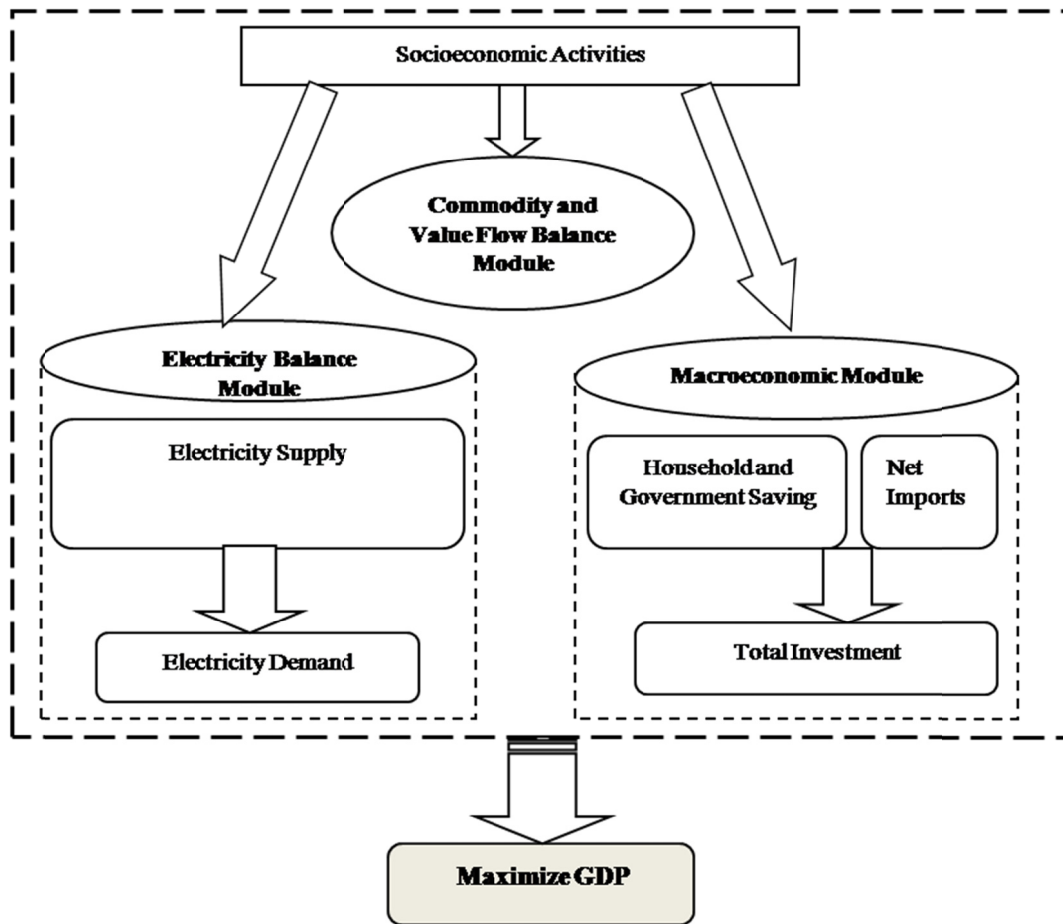 Socioeconomic Activities
Commodity and
Value Flow Balance
Module
Electricity Balance
Module
Electricity Supply
Electricity Demand
Macroeconomic Module
Household and
Government Saving
Net
Imports
Total Investment
Maximize GDP